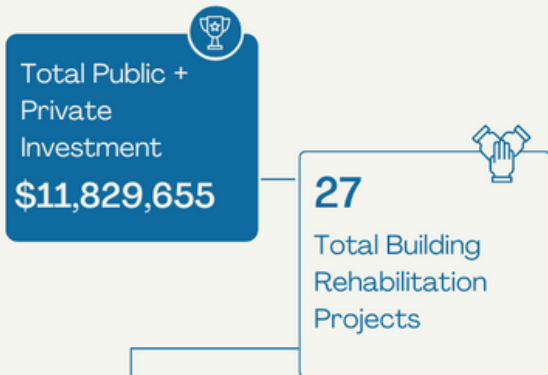 Total Public +
Private
Investment
$11,829,655
27
Total Building
Rehabilitation
Projects